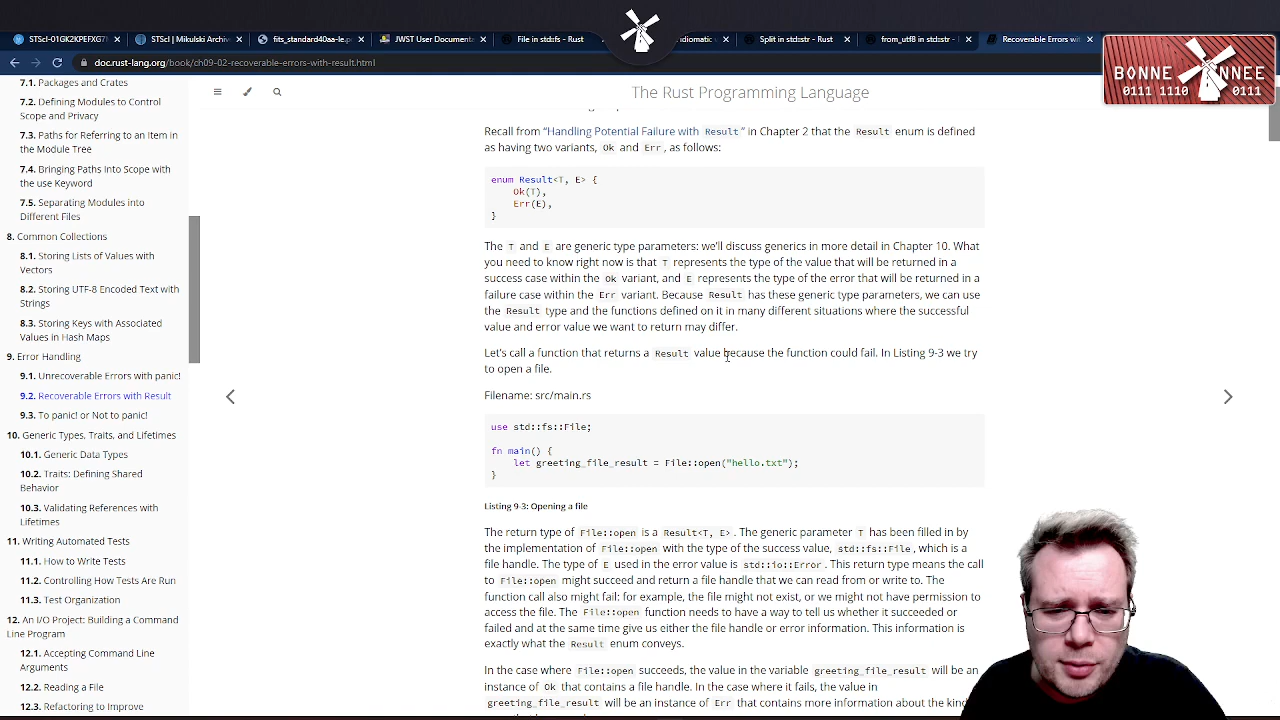 STScI-01GK2KPEFXG7
STScI | Mikulski Archiv
fits_standard40aa-le.p
JWST User Documenta
File in std::fs - Rust
idiomatic
Split in std::str - Rust
from_utf8 in std::str -
Recoverable Errors wit
doc.rust-lang.org/book/ch09-02-recoverable-errors-with-result.html
BONNE NNEE
0111 1110 0111
7.1. Packages and Crates
7.2. Defining Modules to Control
Scope and Privacy
7.3. Paths for Referring to an Item in
the Module Tree
7.4. Bringing Paths Into Scope with
the use Keyword
7.5. Separating Modules into
Different Files
8. Common Collections
8.1. Storing Lists of Values with
Vectors
8.2. Storing UTF-8 Encoded Text with
Strings
8.3. Storing Keys with Associated
Values in Hash Maps
9. Error Handling
9.1. Unrecoverable Errors with panic!
9.2. Recoverable Errors with Result
9.3. To panic! or Not to panic!
10. Generic Types, Traits, and Lifetimes
10.1. Generic Data Types
10.2. Traits: Defining Shared
Behavior
10.3. Validating References with
Lifetimes
11. Writing Automated Tests
11.1. How to Write Tests
11.2. Controlling How Tests Are Run
11.3. Test Organization
12. An I/O Project: Building a Command
Line Program
12.1. Accepting Command Line
Arguments
12.2. Reading a File
12.3. Refactoring to Improve
The Rust Programming Language
Recall from “Handling Potential Failure with Result” in Chapter 2 that the Result enum is defined
as having two variants, Ok and Err, as follows:
enum Result<T, E> {
Ok(T),
Err(E),
}
The T and E are generic type parameters: we’ll discuss generics in more detail in Chapter 10. What
you need to know right now is that T represents the type of the value that will be returned in a
success case within the Ok variant, and E represents the type of the error that will be returned in a
failure case within the Err variant. Because Result has these generic type parameters, we can use
the Result type and the functions defined on it in many different situations where the successful
value and error value we want to return may differ.
Let’s call a function that returns a Result value because the function could fail. In Listing 9-3 we try
to open a file.
Filename: src/main.rs
use std::fs::File;
fn main() {
let greeting_file_result = File::open("hello.txt");
}
Listing 9-3: Opening a file
The return type of File::open is a Result<T, E>. The generic parameter T has been filled in by
the implementation of File::open with the type of the success value, std::fs::File, which is a
file handle. The type of E used in the error value is std::io::Error. This return type means the call
to File::open might succeed and return a file handle that we can read from or write to. The
function call also might fail: for example, the file might not exist, or we might not have permission to
access the file. The File::open function needs to have a way to tell us whether it succeeded or
failed and at the same time give us either the file handle or error information. This information is
exactly what the Result enum conveys.
In the case where File::open succeeds, the value in the variable greeting_file_result will be an
instance of Ok that contains a file handle. In the case where it fails, the value in
greeting_file_result will be an instance of Err that contains more information about the kin